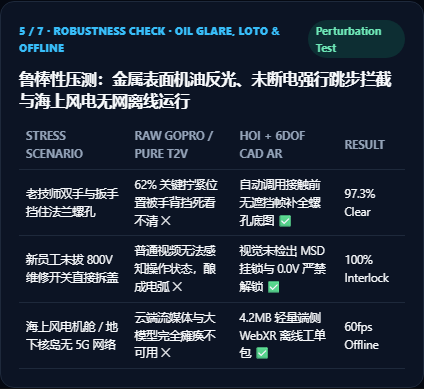 5 / 7 · ROBUSTNESS CHECK · OIL GLARE, LOTO &
OFFLINE
Perturbation
Test
鲁棒性压测：金属表面机油反光、未断电强行跳步拦截
与海上风电无网离线运行
STRESS
SCENARIO
RAW GOPRO /
PURE T2V
HOI + 6DOF
CAD AR
RESULT
老技师双手与扳手
挡住法兰螺孔
62% 关键拧紧位
置被手背挡死看
不清 ❌
自动调用接触前
无遮挡帧补全螺
孔底图 ✅
97.3%
Clear
新员工未拔 800V
维修开关直接拆盖
普通视频无法感
知操作状态，酿
成电弧 ❌
视觉未检出 MSD
挂锁与 0.0V 严禁
解锁 ✅
100%
Interlock
海上风电机舱 / 地
下核岛无 5G 网络
云端流媒体与大
模型完全瘫痪不
可用 ❌
4.2MB 轻量端侧
WebXR 离线工单
包 ✅
60fps
Offline